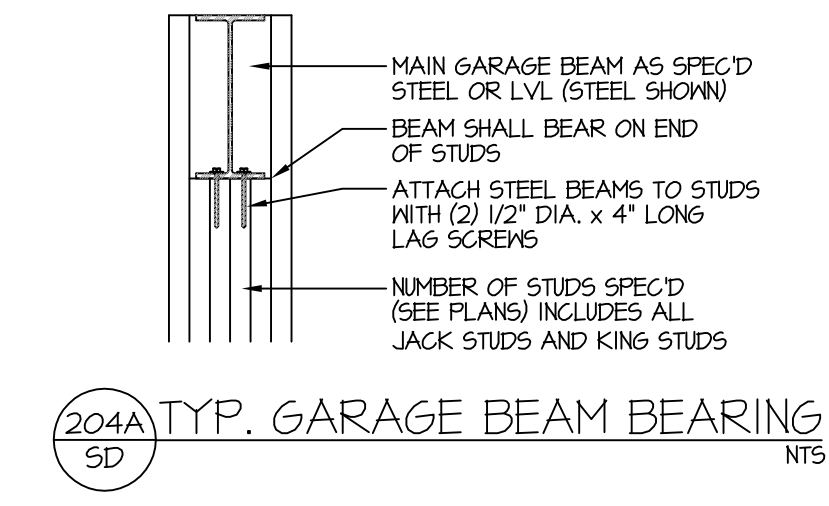 MAIN GARAGE BEAM AS SPEC'D
STEEL OR LVL (STEEL SHOWN)
BEAM SHALL BEAR ON END
OF STUDS
ATTACH STEEL BEAMS TO STUDS
WITH (2) 1/2" DIA. x 4" LONG
LAG SCREWS
NUMBER OF STUDS SPEC'D
(SEE PLANS) INCLUDES ALL
JACK STUDS AND KING STUDS
204A
SD
TYP. GARAGE BEAM BEARING
NTS